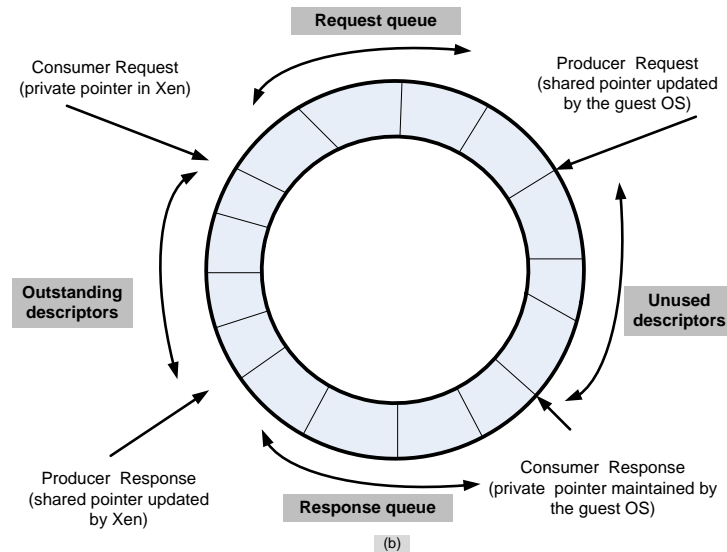 Request queue
Consumer Request
(private pointer in Xen)
Producer Request
(shared pointer updated
by the guest OS)
Outstanding
descriptors
Unused
descriptors
Producer Response
(shared pointer updated
by Xen)
Response queue
Consumer Response
(private pointer maintained by
the guest OS)
(b)